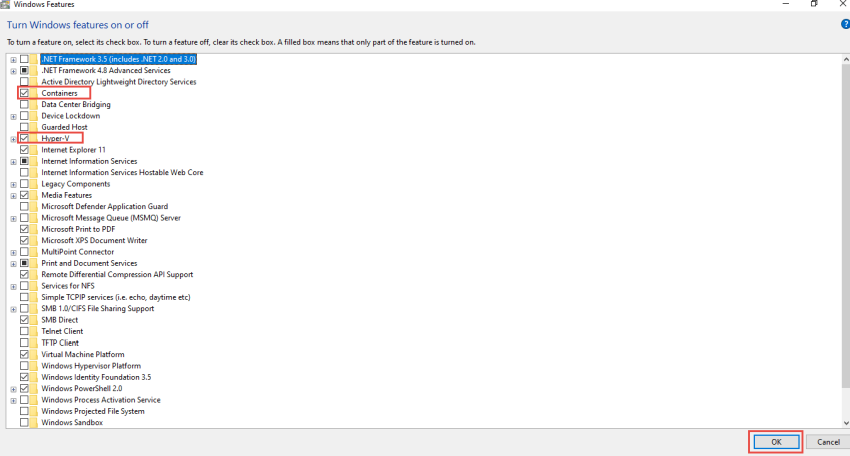 Windows Features
Turn Windows features on or off
To turn a feature on, select its check box. To turn a feature off, clear its check box. A filled box means that only part of the feature is turned on.
.NET Framework 3.5 (includes .NET 2.0 and 3.0)
.NET Framework 4.8 Advanced Services
Active Directory Lightweight Directory Services
Containers
Data Center Bridging
Device Lockdown
Guarded Host
Hyper-V
Internet Explorer 11
Internet Information Services
Internet Information Services Hostable Web Core
Legacy Components
Media Features
Microsoft Defender Application Guard
Microsoft Message Queue (MSMQ) Server
Microsoft Print to PDF
Microsoft XPS Document Writer
MultiPoint Connector
Print and Document Services
Remote Differential Compression API Support
Services for NFS
Simple TCPIP services (i.e. echo, daytime etc)
SMB 1.0/CIFS File Sharing Support
SMB Direct
Telnet Client
TFTP Client
Virtual Machine Platform
Windows Hypervisor Platform
Windows Identity Foundation 3.5
Windows PowerShell 2.0
Windows Process Activation Service
Windows Projected File System
Windows Sandbox
OK
Cancel